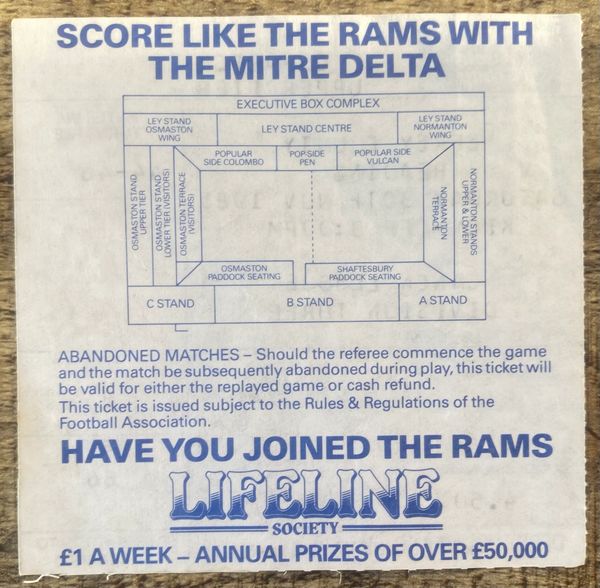 SCORE LIKE THE RAMS WITH
THE MITRE DELTA
EXECUTIVE BOX COMPLEX
LEY STAND
OSMASTON
WING
LEY STAND CENTRE
LEY STAND
NORMANTON
WING
POPULAR
SIDE COLOMBO
POP-SIDE
PEN
POPULAR SIDE
VULCAN
OSMASTON STAND
UPPER TIER
OSMASTON STAND
LOWER TIER (VISITORS)
OSMASTON TERRACE
(VISITORS)
NORMANTON
TERRACE
NORMANTON STANDS
UPPER & LOWER
OSMASTON
PADDOCK SEATING
SHAFTESBURY
PADDOCK SEATING
C STAND
B STAND
A STAND
ABANDONED MATCHES – Should the referee commence the game
and the match be subsequently abandoned during play, this ticket will
be valid for either the replayed game or cash refund.
This ticket is issued subject to the Rules & Regulations of the
Football Association.
HAVE YOU JOINED THE RAMS
LIFELINE
SOCIETY
£1 A WEEK – ANNUAL PRIZES OF OVER £50,000